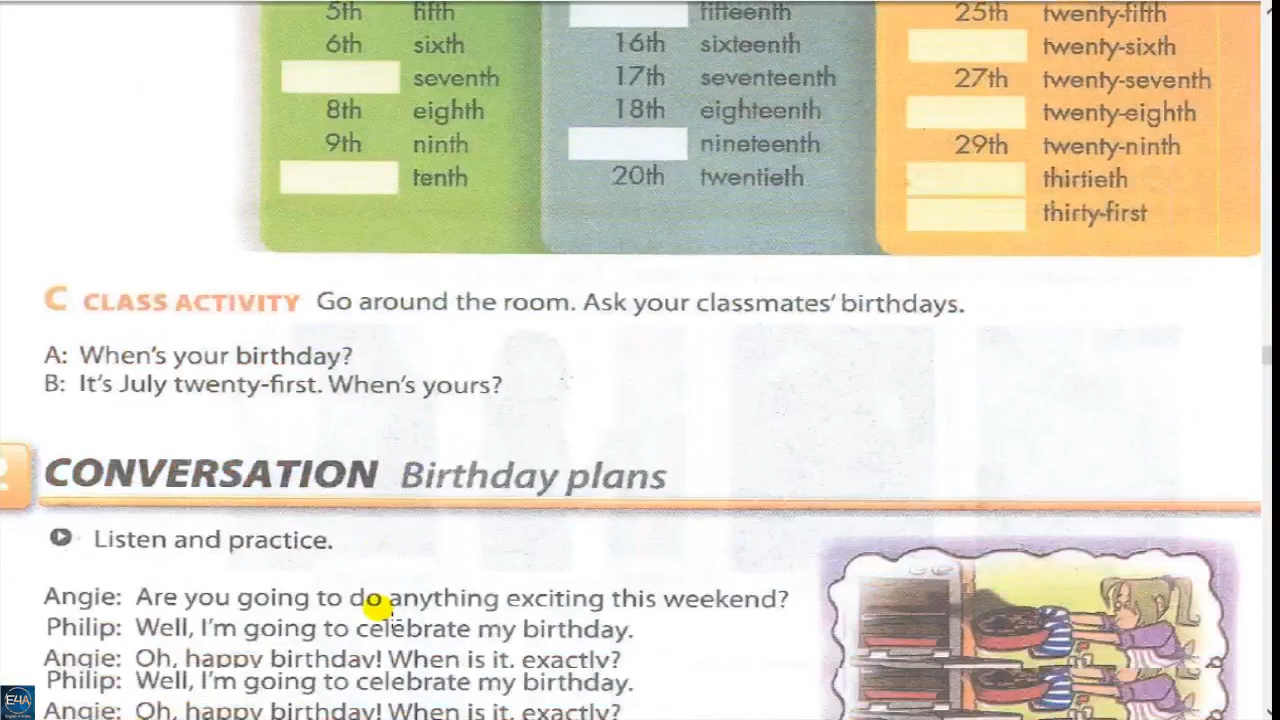 5th fifth
6th sixth
seventh
8th eighth
9th ninth
tenth
fifteenth
16th sixteenth
17th seventeenth
18th eighteenth
nineteenth
20th twentieth
25th twenty-fifth
twenty-sixth
27th twenty-seventh
twenty-eighth
29th twenty-ninth
thirtieth
thirty-first
C CLASS ACTIVITY Go around the room. Ask your classmates' birthdays.
A: When's your birthday?
B: It's July twenty-first. When's yours?
2 CONVERSATION Birthday plans
Listen and practice.
Angie: Are you going to do anything exciting this weekend?
Philip: Well, I'm going to celebrate my birthday.
Angie: Oh, happy birthday! When is it, exactly?
Philip: Well, I'm going to celebrate my birthday.
Angie: Oh, happy birthday! When is it, exactly?
E4A